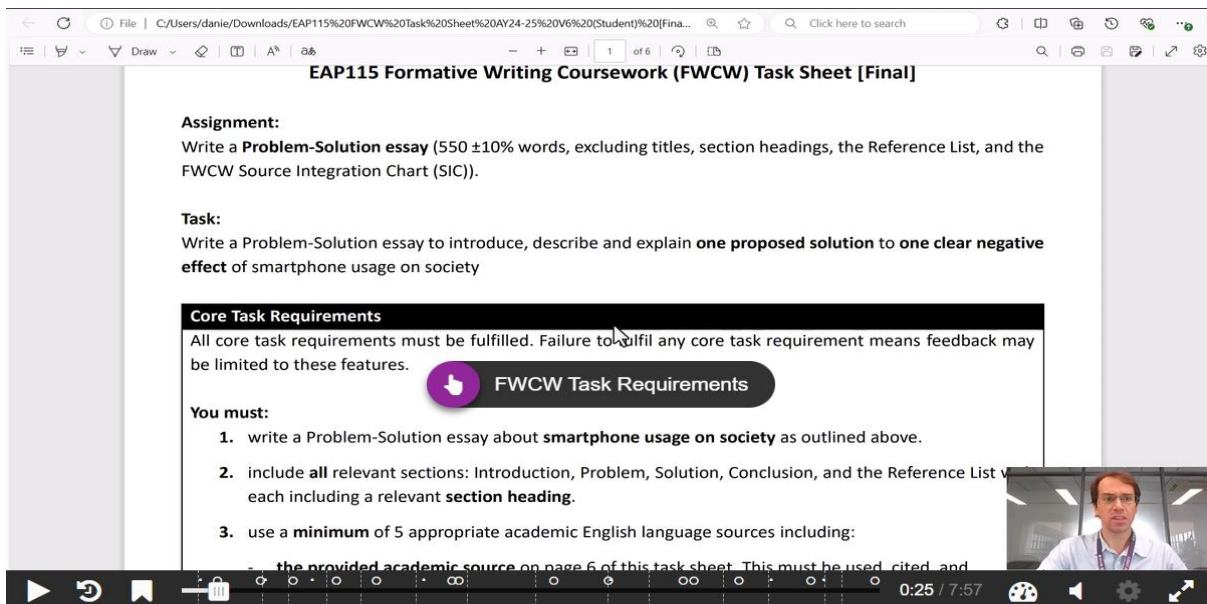 File | C:/Users/danie/Downloads/EAP115%20FWCW%20Task%20Sheet%20AY24-25%20V6%20(Student)%20[Fina...
Click here to search
Draw
1 of 6
EAP115 Formative Writing Coursework (FWCW) Task Sheet [Final]
Assignment:
Write a Problem-Solution essay (550 ±10% words, excluding titles, section headings, the Reference List, and the
FWCW Source Integration Chart (SIC)).
Task:
Write a Problem-Solution essay to introduce, describe and explain one proposed solution to one clear negative
effect of smartphone usage on society
Core Task Requirements
All core task requirements must be fulfilled. Failure to fulfil any core task requirement means feedback may
be limited to these features.
FWCW Task Requirements
You must:
1. write a Problem-Solution essay about smartphone usage on society as outlined above.
2. include all relevant sections: Introduction, Problem, Solution, Conclusion, and the Reference List
each including a relevant section heading.
3. use a minimum of 5 appropriate academic English language sources including:
- the provided academic source on page 6 of this task sheet. This must be used, cited, and
0:25 / 7:57